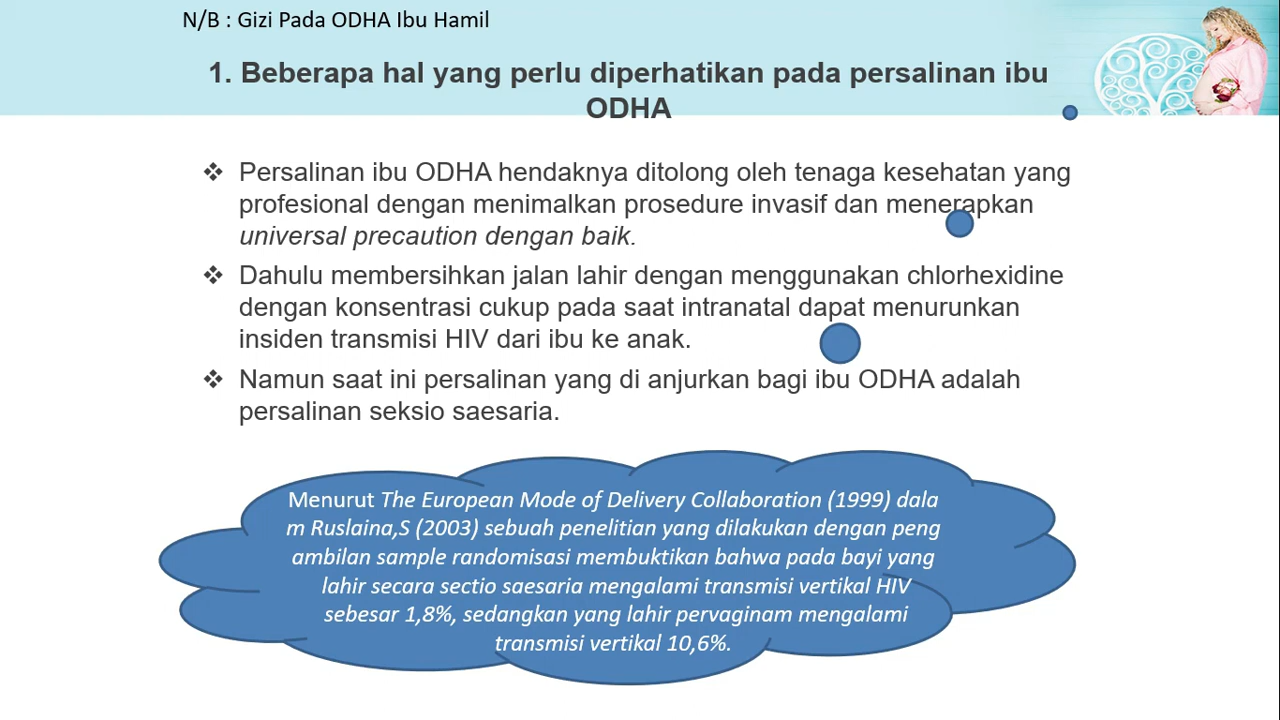 N/B : Gizi Pada ODHA Ibu Hamil
1. Beberapa hal yang perlu diperhatikan pada persalinan ibu
ODHA
❖ Persalinan ibu ODHA hendaknya ditolong oleh tenaga kesehatan yang
profesional dengan menimalkan prosedure invasif dan menerapkan
universal precaution dengan baik.
❖ Dahulu membersihkan jalan lahir dengan menggunakan chlorhexidine
dengan konsentrasi cukup pada saat intranatal dapat menurunkan
insiden transmisi HIV dari ibu ke anak.
❖ Namun saat ini persalinan yang di anjurkan bagi ibu ODHA adalah
persalinan seksio saesaria.
Menurut The European Mode of Delivery Collaboration (1999) dala
m Ruslaina,S (2003) sebuah penelitian yang dilakukan dengan peng
ambilan sample randomisasi membuktikan bahwa pada bayi yang
lahir secara sectio saesaria mengalami transmisi vertikal HIV
sebesar 1,8%, sedangkan yang lahir pervaginam mengalami
transmisi vertikal 10,6%.